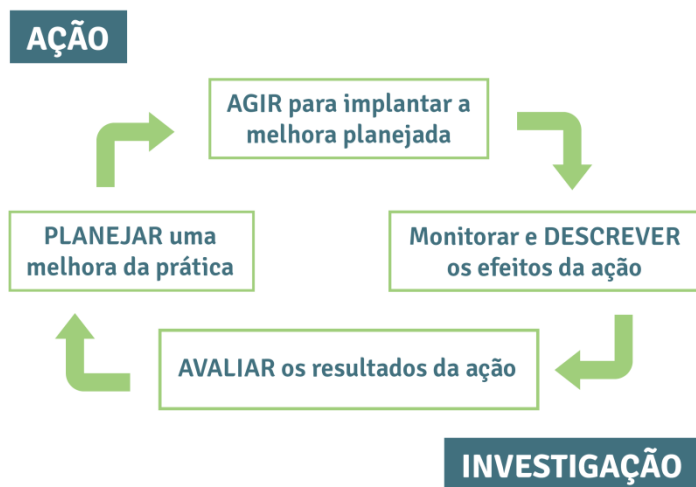 AÇÃO
AGIR para implantar a
melhora planejada
PLANEJAR uma
melhora da prática
Monitorar e DESCREVER
os efeitos da ação
AVALIAR os resultados da ação
INVESTIGAÇÃO